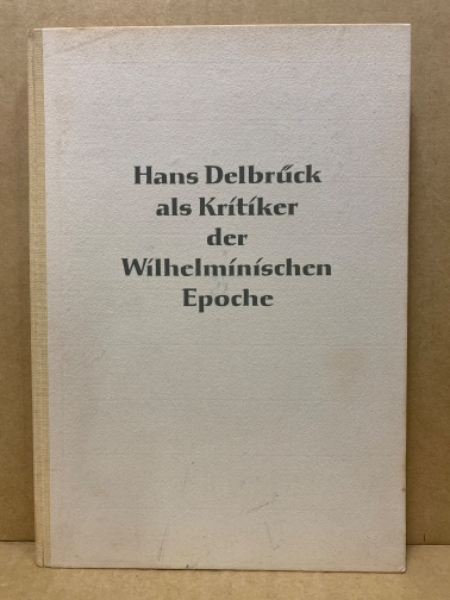 Hans Delbrück
als Kritiker
der
Wilhelminischen
Epoche